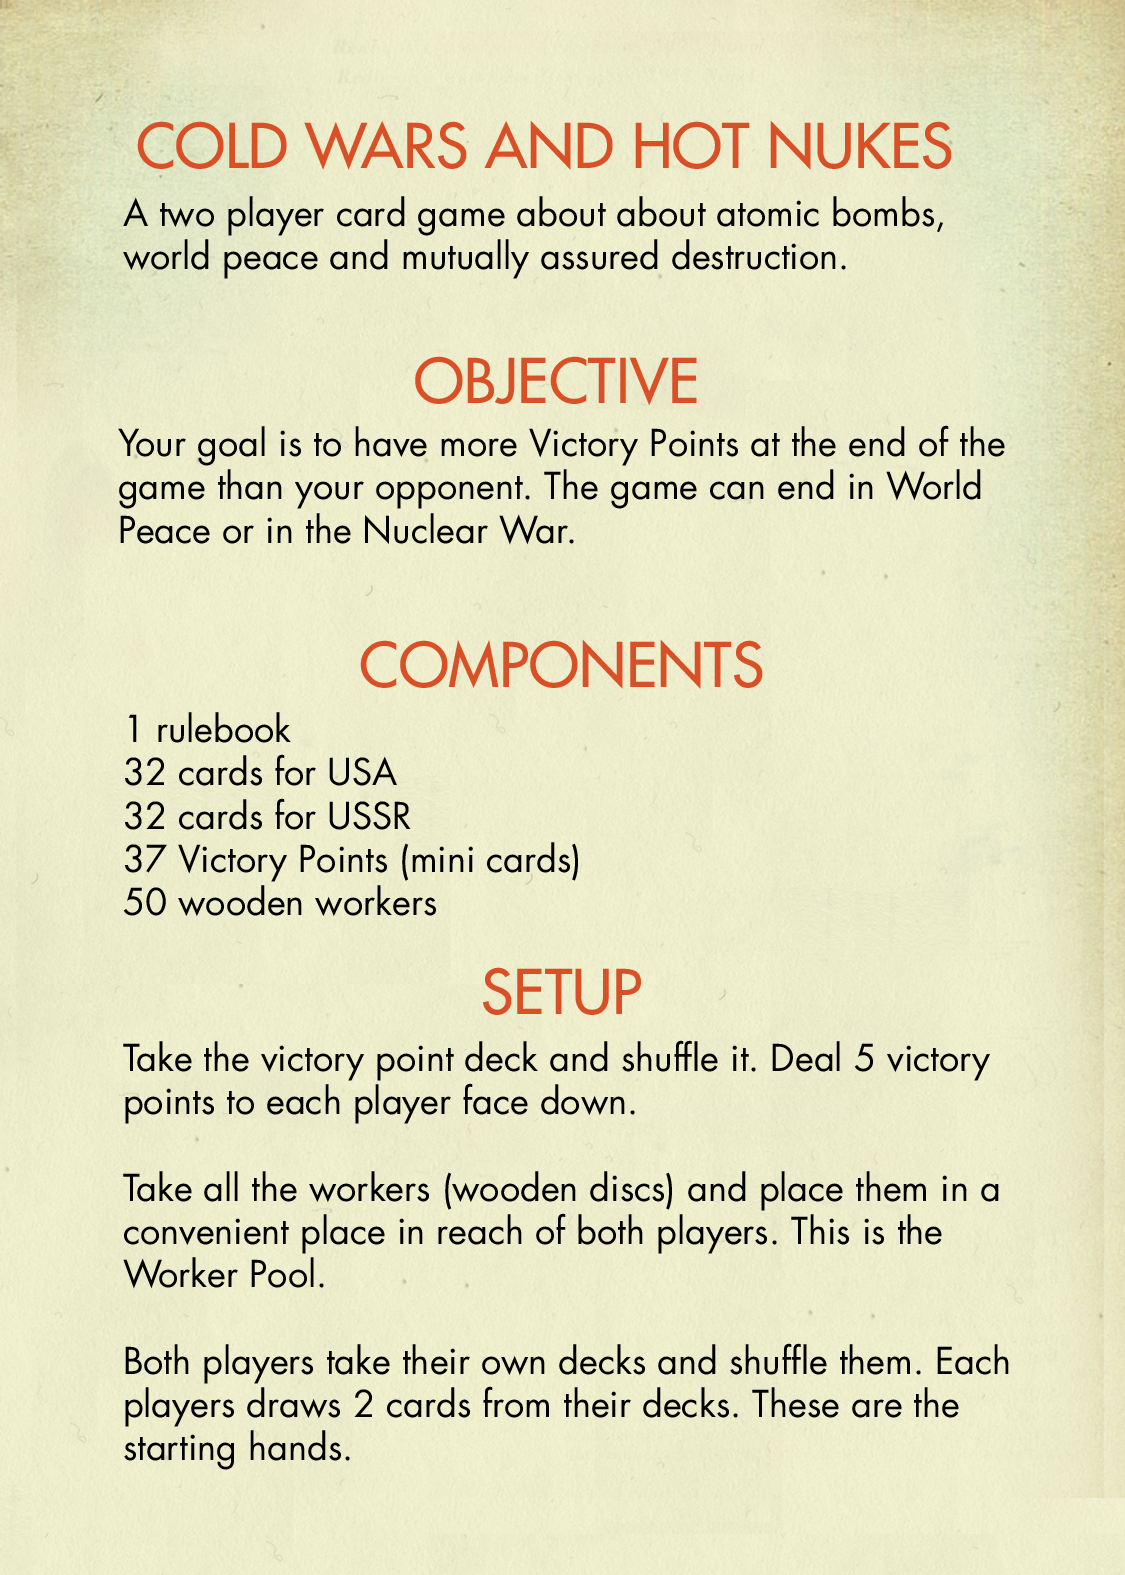 COLD WARS AND HOT NUKES
A two player card game about about atomic bombs,
world peace and mutually assured destruction.
OBJECTIVE
Your goal is to have more Victory Points at the end of the
game than your opponent. The game can end in World
Peace or in the Nuclear War.
COMPONENTS
1 rulebook
32 cards for USA
32 cards for USSR
37 Victory Points (mini cards)
50 wooden workers
SETUP
Take the victory point deck and shuffle it. Deal 5 victory
points to each player face down.
Take all the workers (wooden discs) and place them in a
convenient place in reach of both players. This is the
Worker Pool.
Both players take their own decks and shuffle them. Each
players draws 2 cards from their decks. These are the
starting hands.